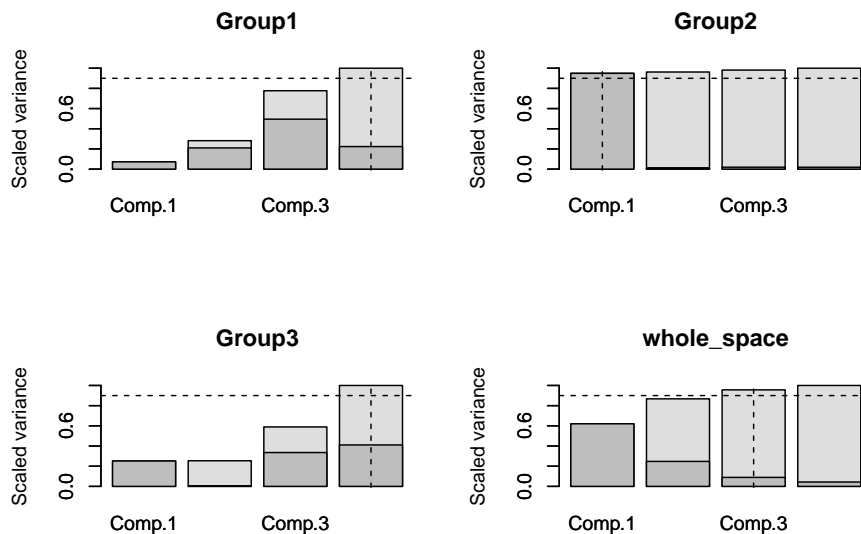 Group1
Scaled variance
0.0
0.6
Comp.1
Comp.3
Group2
Scaled variance
0.0
0.6
Comp.1
Comp.3
Group3
Scaled variance
0.0
0.6
Comp.1
Comp.3
whole_space
Scaled variance
0.0
0.6
Comp.1
Comp.3